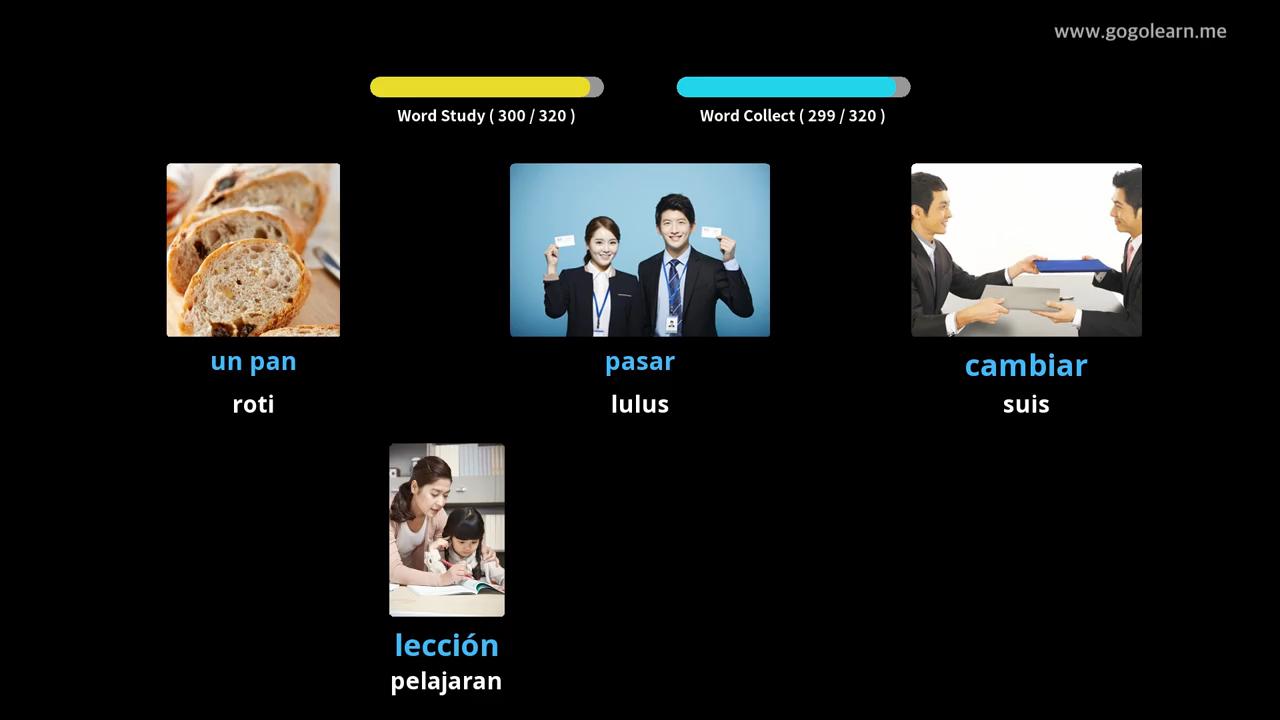 www.gogolearn.me
Word Study ( 300 / 320 )
Word Collect ( 299 / 320 )
un pan
roti
pasar
lulus
cambiar
suis
lección
pelajaran